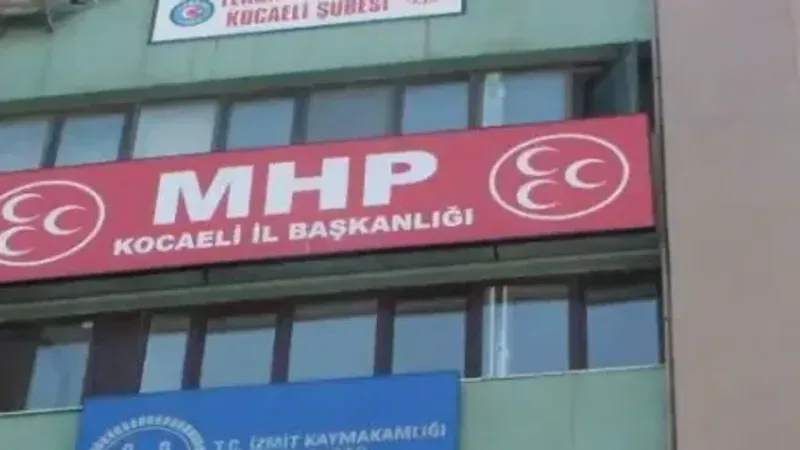 KOCAELİ ŞUBESİ
MHP
KOCAELİ İL BAŞKANLIĞI
T.C. İZMİT KAYMAKAMLIĞI